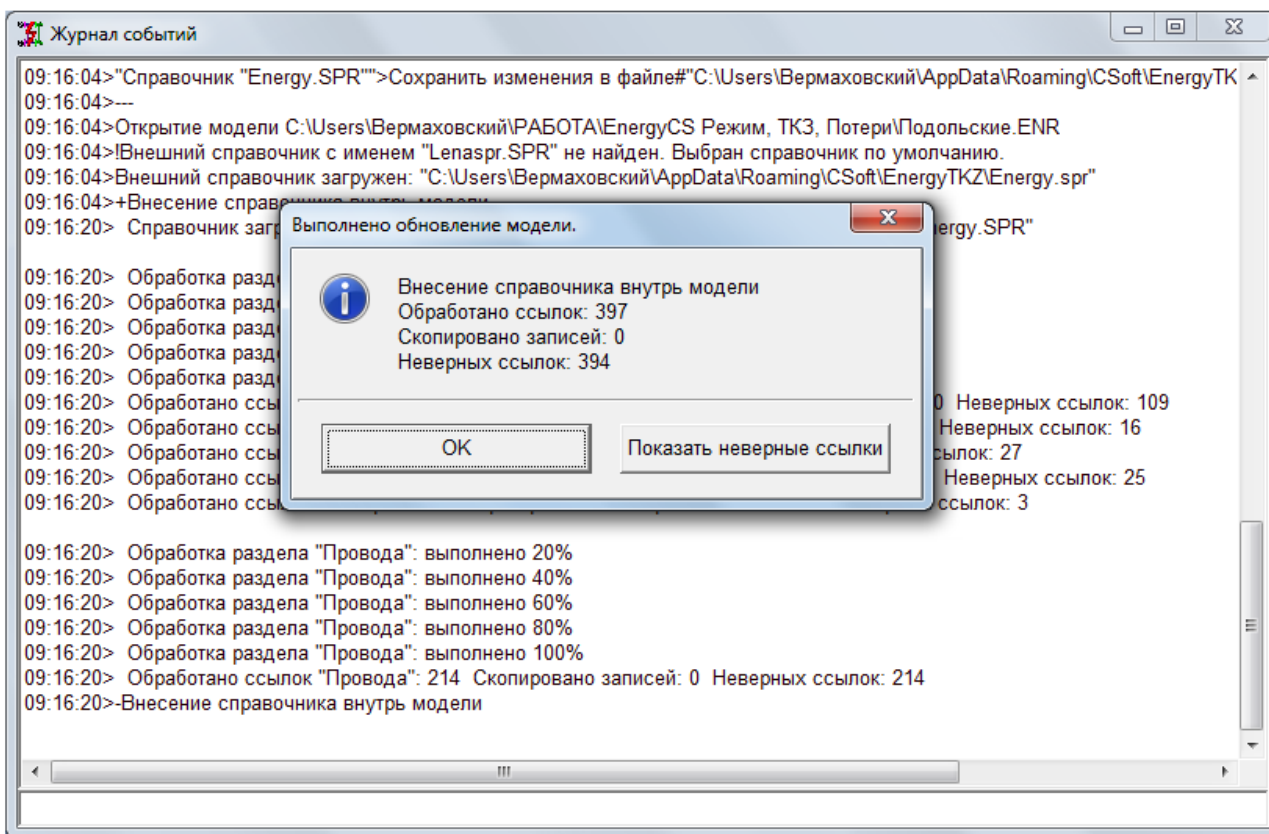 Журнал событий
09:16:04>"Справочник "Energy.SPR"">Сохранить изменения в файле#"C:\Users\Вермаховский\AppData\Roaming\CSoft\EnergyTK
09:16:04>---
09:16:04>Открытие модели C:\Users\Вермаховский\РАБОТА\EnergyCS Режим, ТКЗ, Потери\Подольские.ENR
09:16:04>!Внешний справочник с именем "Lenaspr.SPR" не найден. Выбран справочник по умолчанию.
09:16:04>Внешний справочник загружен: "C:\Users\Вермаховский\AppData\Roaming\CSoft\EnergyTKZ\Energy.spr"
09:16:04>+Внесение справочника внутрь модели
09:16:20> Справочник заг nergy.SPR"
09:16:20> Обработка разде
09:16:20> Обработка разде
09:16:20> Обработка разде
09:16:20> Обработка разде
09:16:20> Обработка разде
09:16:20> Обработано ссы 0 Неверных ссылок: 109
09:16:20> Обработано ссы Неверных ссылок: 16
09:16:20> Обработано ссы сылок: 27
09:16:20> Обработано ссы Неверных ссылок: 25
09:16:20> Обработано ссы ссылок: 3
Выполнено обновление модели.
Внесение справочника внутрь модели
Обработано ссылок: 397
Скопировано записей: 0
Неверных ссылок: 394
OK
Показать неверные ссылки
09:16:20> Обработка раздела "Провода": выполнено 20%
09:16:20> Обработка раздела "Провода": выполнено 40%
09:16:20> Обработка раздела "Провода": выполнено 60%
09:16:20> Обработка раздела "Провода": выполнено 80%
09:16:20> Обработка раздела "Провода": выполнено 100%
09:16:20> Обработано ссылок "Провода": 214 Скопировано записей: 0 Неверных ссылок: 214
09:16:20>-Внесение справочника внутрь модели